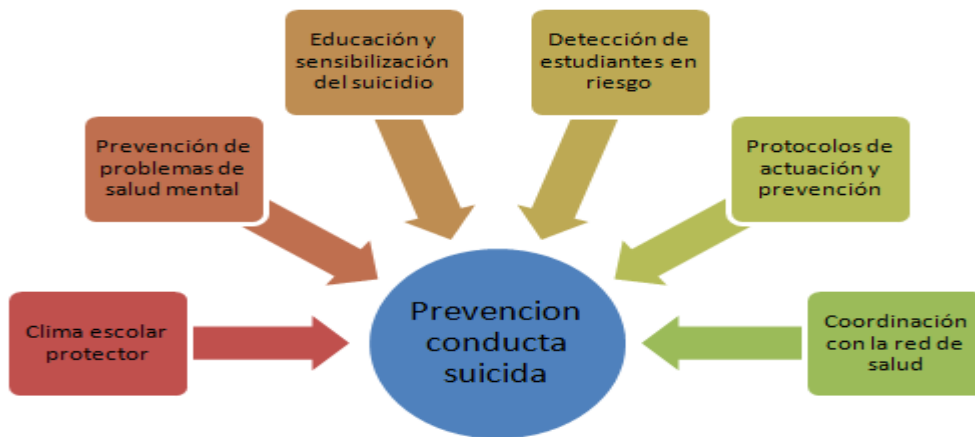 Educación y
sensibilización
del suicidio
Detección de
estudiantes en
riesgo
Prevención de
problemas de
salud mental
Protocolos de
actuación y
prevención
Clima escolar
protector
Prevencion
conducta
suicida
Coordinación
con la red de
salud